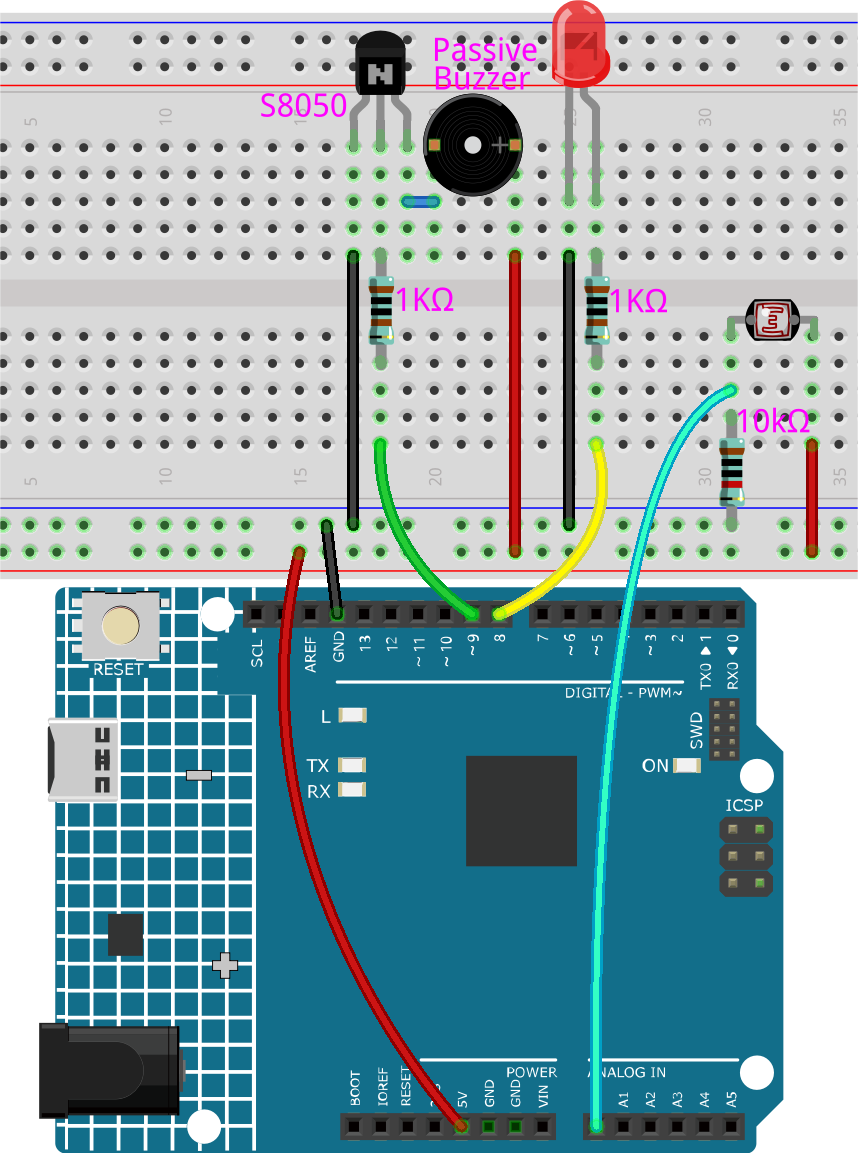 Passive
Buzzer
S8050
N
5
10
15
20
25
30
35
1KΩ
1KΩ
10kΩ
5
10
20
30
35
RESET
SCL
AREF
GND
13
12
~ 11
~ 10
~ 9
8
7
~ 6
~ 5
~ 3
2
TX0 ▶ 1
RX0 ◀ 0
DIGITAL - PWM~
L
TX
RX
ON
SWD
ICSP
POWER
ANALOG IN
BOOT
IOREF
RESET
5V
GND
GND
VIN
A1
A2
A3
A4
A5